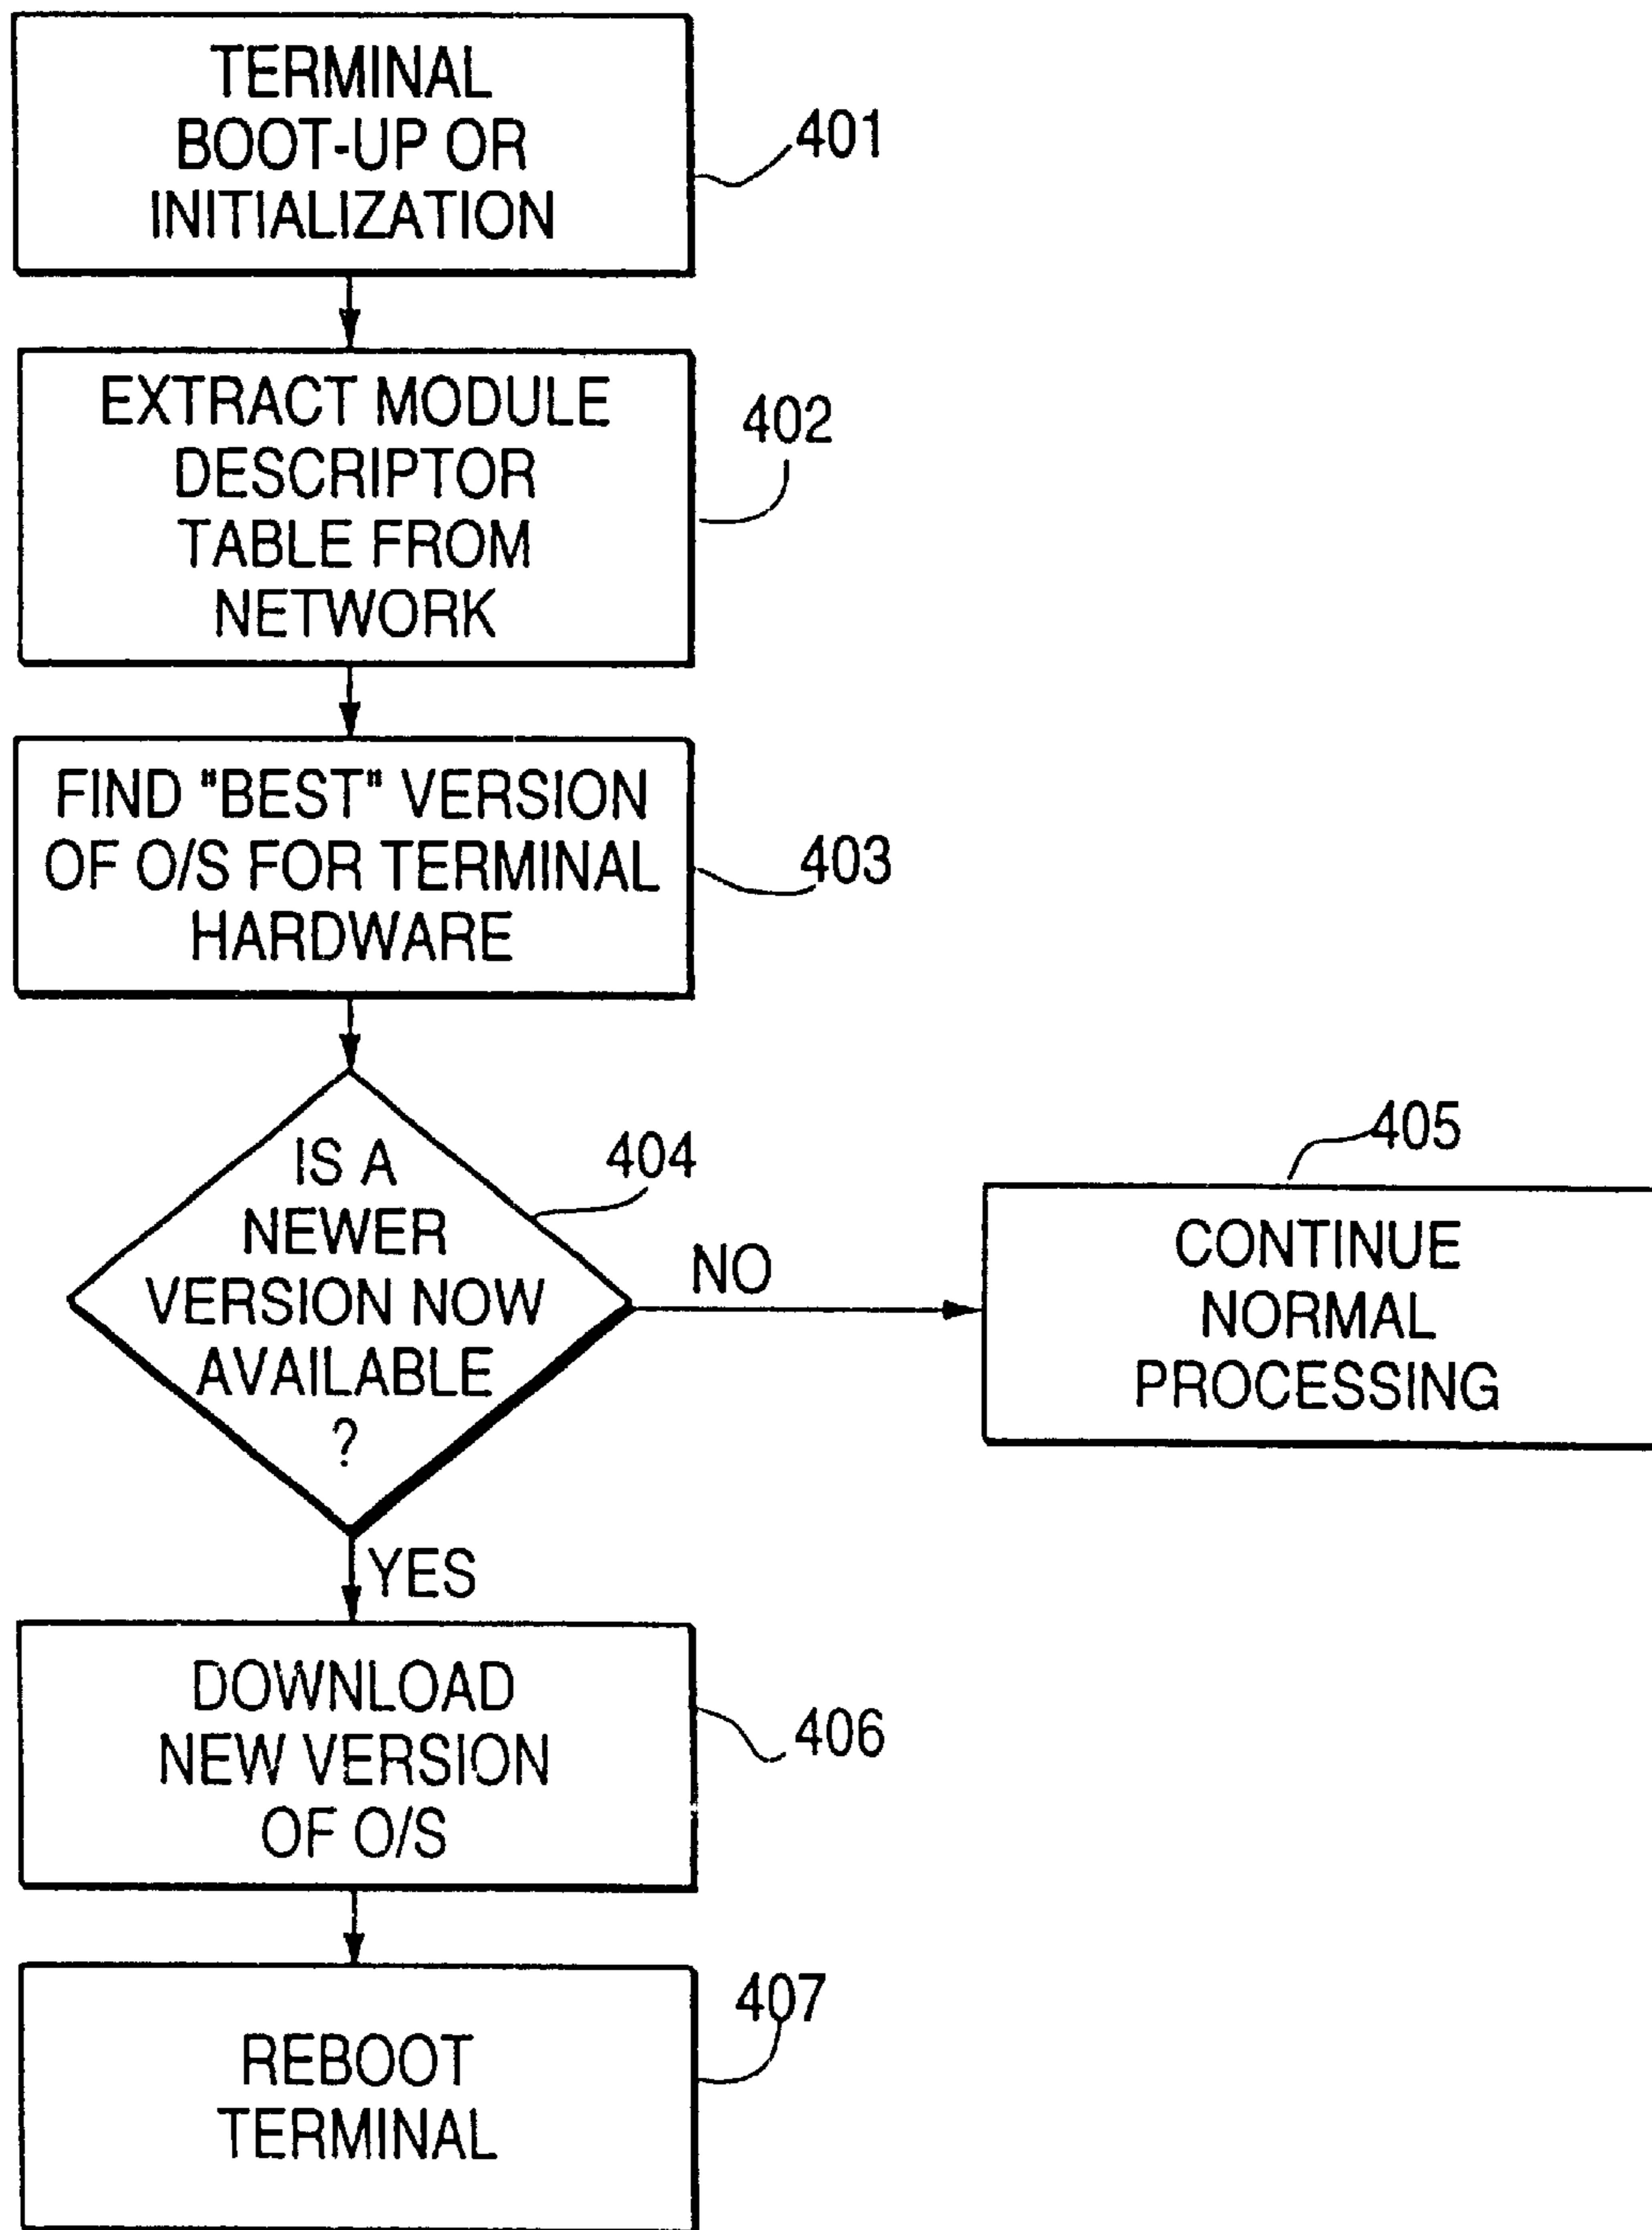 TERMINAL
BOOT-UP OR
INITIALIZATION
401
EXTRACT MODULE
DESCRIPTOR
TABLE FROM
NETWORK
402
FIND "BEST" VERSION
OF O/S FOR TERMINAL
HARDWARE
403
IS A
NEWER
VERSION NOW
AVAILABLE
?
404
NO
405
CONTINUE
NORMAL
PROCESSING
YES
DOWNLOAD
NEW VERSION
OF O/S
406
REBOOT
TERMINAL
407